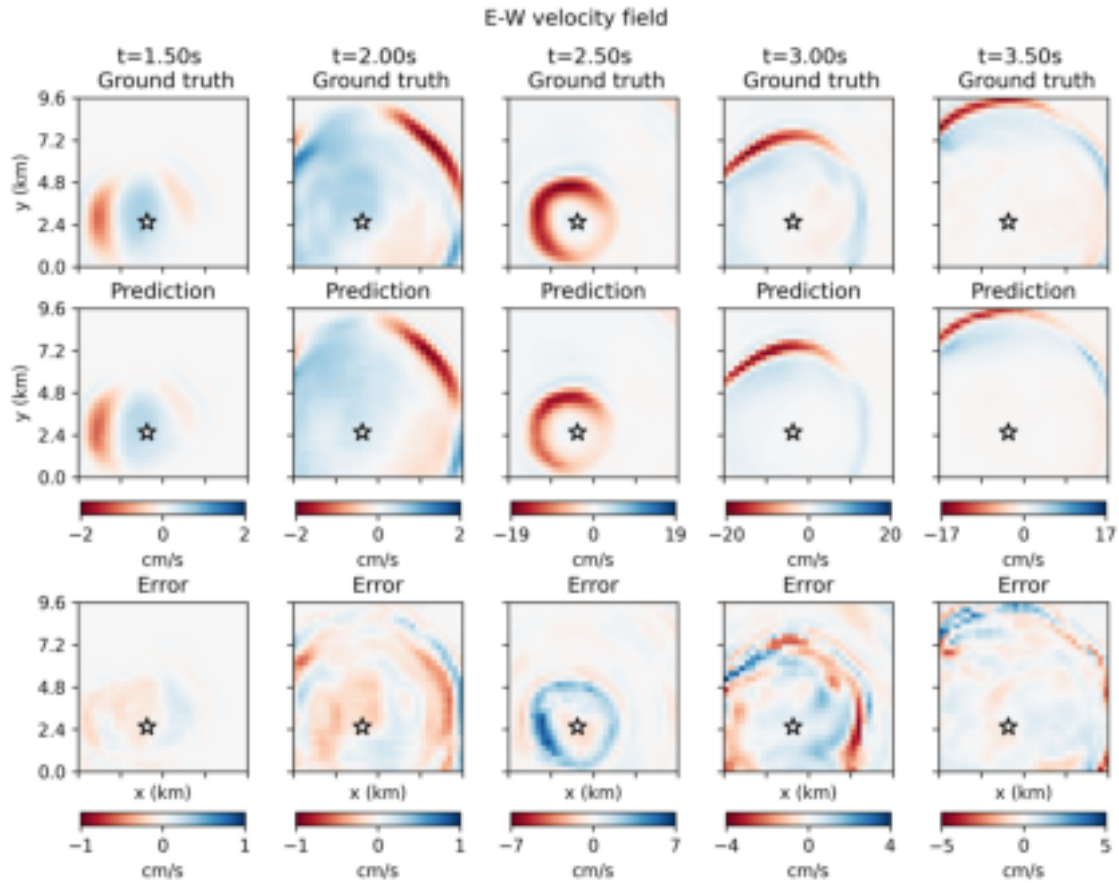 E-W velocity field
t=1.50s t=2.00s t=2.50s t=3.00s t=3.50s
Ground truth Ground truth Ground truth Ground truth Ground truth
9.6
7.2
4.8
2.4
0.0
y (km)
Prediction Prediction Prediction Prediction Prediction
9.6
7.2
4.8
2.4
0.0
y (km)
−2 0 2 −2 0 2 −19 0 19 −20 0 20 −17 0 17
cm/s cm/s cm/s cm/s cm/s
Error Error Error Error Error
9.6
7.2
4.8
2.4
0.0
y (km)
x (km) x (km) x (km) x (km) x (km)
−1 0 1 −1 0 1 −7 0 7 −4 0 4 −5 0 5
cm/s cm/s cm/s cm/s cm/s